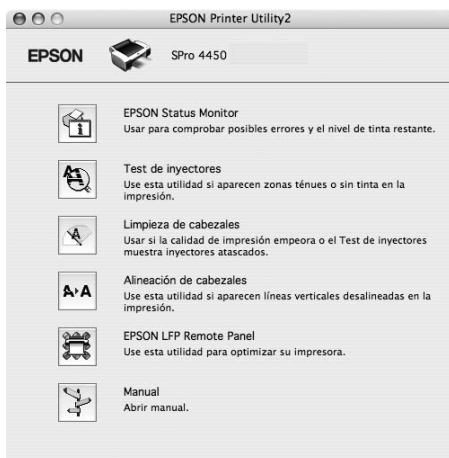 EPSON Printer Utility2
EPSON
SPro 4450
EPSON Status Monitor
Usar para comprobar posibles errores y el nivel de tinta restante.
Test de inyectores
Use esta utilidad si aparecen zonas ténues o sin tinta en la
impresión.
Limpieza de cabezales
Usar si la calidad de impresión empeora o el Test de inyectores
muestra inyectores atascados.
A▸A
Alineación de cabezales
Use esta utilidad si aparecen líneas verticales desalineadas en la
impresión.
EPSON LFP Remote Panel
Use esta utilidad para optimizar su impresora.
Manual
Abrir manual.